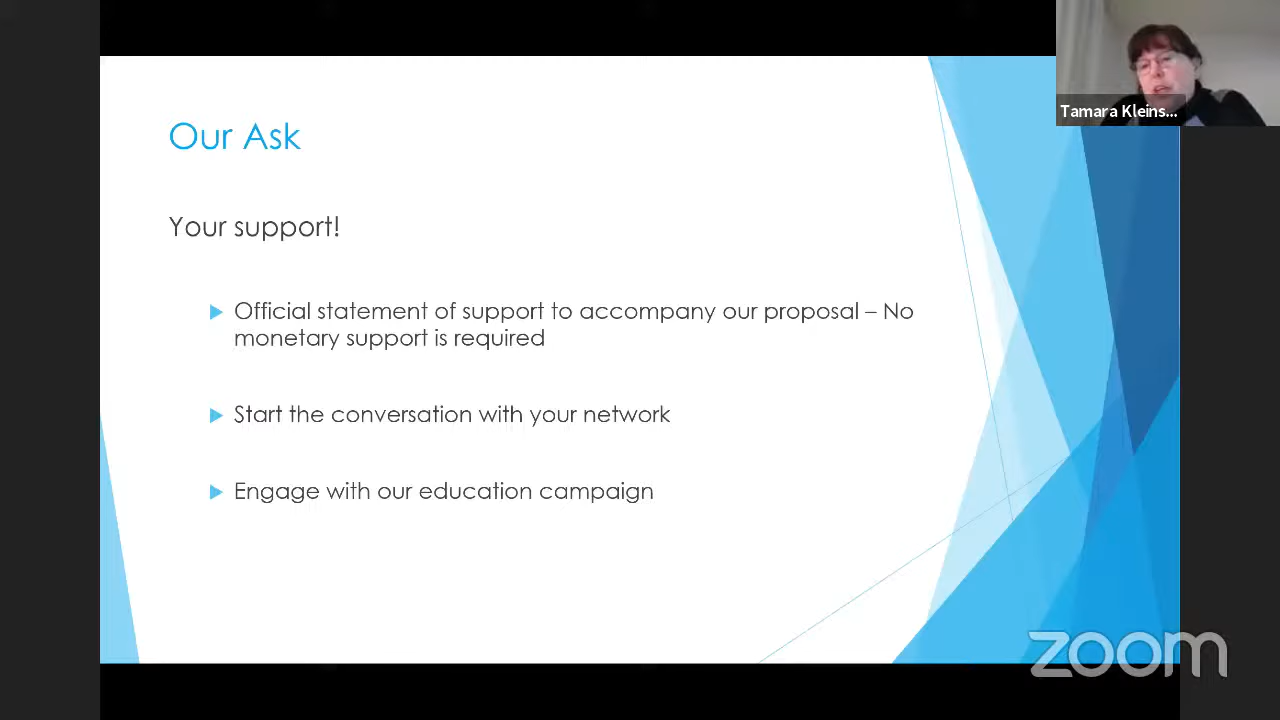 Tamara Kleins...
Our Ask
Your support!
Official statement of support to accompany our proposal – No
monetary support is required
Start the conversation with your network
Engage with our education campaign
zoom